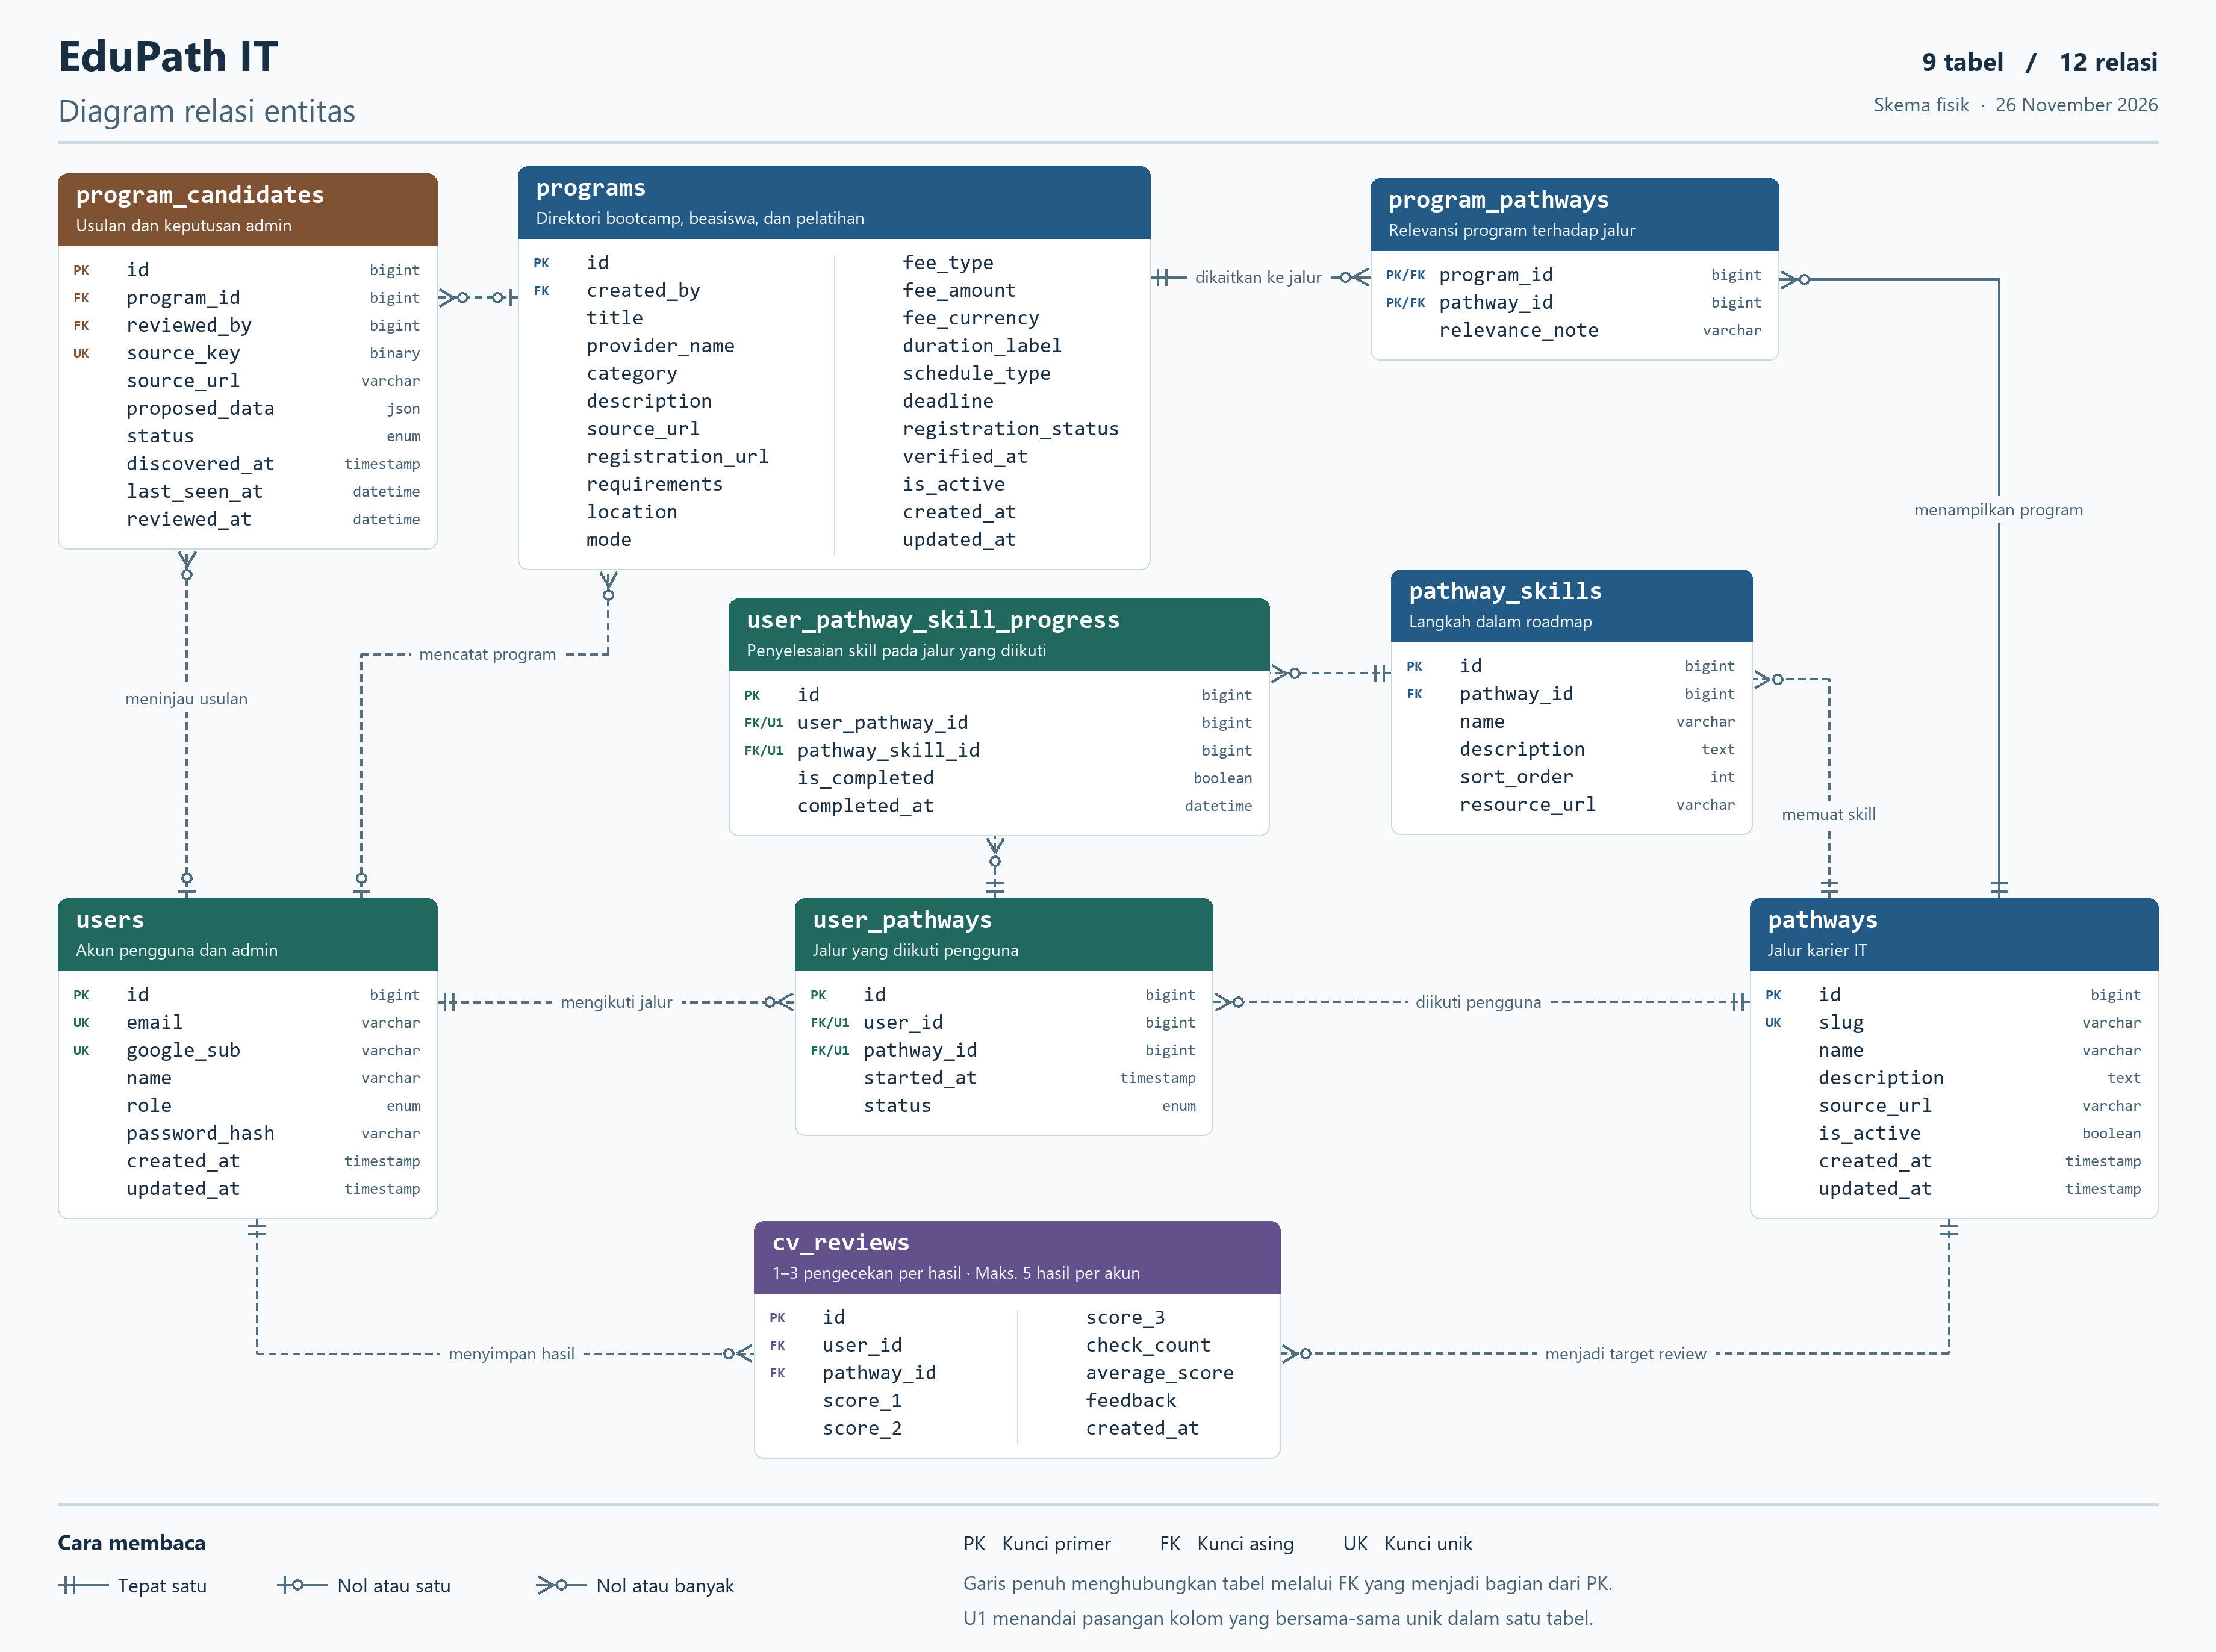 EduPath IT
Diagram relasi entitas
9 tabel / 12 relasi
Skema fisik · 26 November 2026
program_candidates
Usulan dan keputusan admin
PK id bigint
FK program_id bigint
FK reviewed_by bigint
UK source_key binary
source_url varchar
proposed_data json
status enum
discovered_at timestamp
last_seen_at datetime
reviewed_at datetime
programs
Direktori bootcamp, beasiswa, dan pelatihan
PK id
FK created_by
title
provider_name
category
description
source_url
registration_url
requirements
location
mode
fee_type
fee_amount
fee_currency
duration_label
schedule_type
deadline
registration_status
verified_at
is_active
created_at
updated_at
dikaitkan ke jalur
program_pathways
Relevansi program terhadap jalur
PK/FK program_id bigint
PK/FK pathway_id bigint
relevance_note varchar
menampilkan program
mencatat program
meninjau usulan
user_pathway_skill_progress
Penyelesaian skill pada jalur yang diikuti
PK id bigint
FK/U1 user_pathway_id bigint
FK/U1 pathway_skill_id bigint
is_completed boolean
completed_at datetime
pathway_skills
Langkah dalam roadmap
PK id bigint
FK pathway_id bigint
name varchar
description text
sort_order int
resource_url varchar
memuat skill
users
Akun pengguna dan admin
PK id bigint
UK email varchar
UK google_sub varchar
name varchar
role enum
password_hash varchar
created_at timestamp
updated_at timestamp
mengikuti jalur
user_pathways
Jalur yang diikuti pengguna
PK id bigint
FK/U1 user_id bigint
FK/U1 pathway_id bigint
started_at timestamp
status enum
diikuti pengguna
pathways
Jalur karier IT
PK id bigint
UK slug varchar
name varchar
description text
source_url varchar
is_active boolean
created_at timestamp
updated_at timestamp
menyimpan hasil
cv_reviews
1–3 pengecekan per hasil · Maks. 5 hasil per akun
PK id
FK user_id
FK pathway_id
score_1
score_2
score_3
check_count
average_score
feedback
created_at
menjadi target review
Cara membaca
Tepat satu
Nol atau satu
Nol atau banyak
PK Kunci primer
FK Kunci asing
UK Kunci unik
Garis penuh menghubungkan tabel melalui FK yang menjadi bagian dari PK.
U1 menandai pasangan kolom yang bersama-sama unik dalam satu tabel.